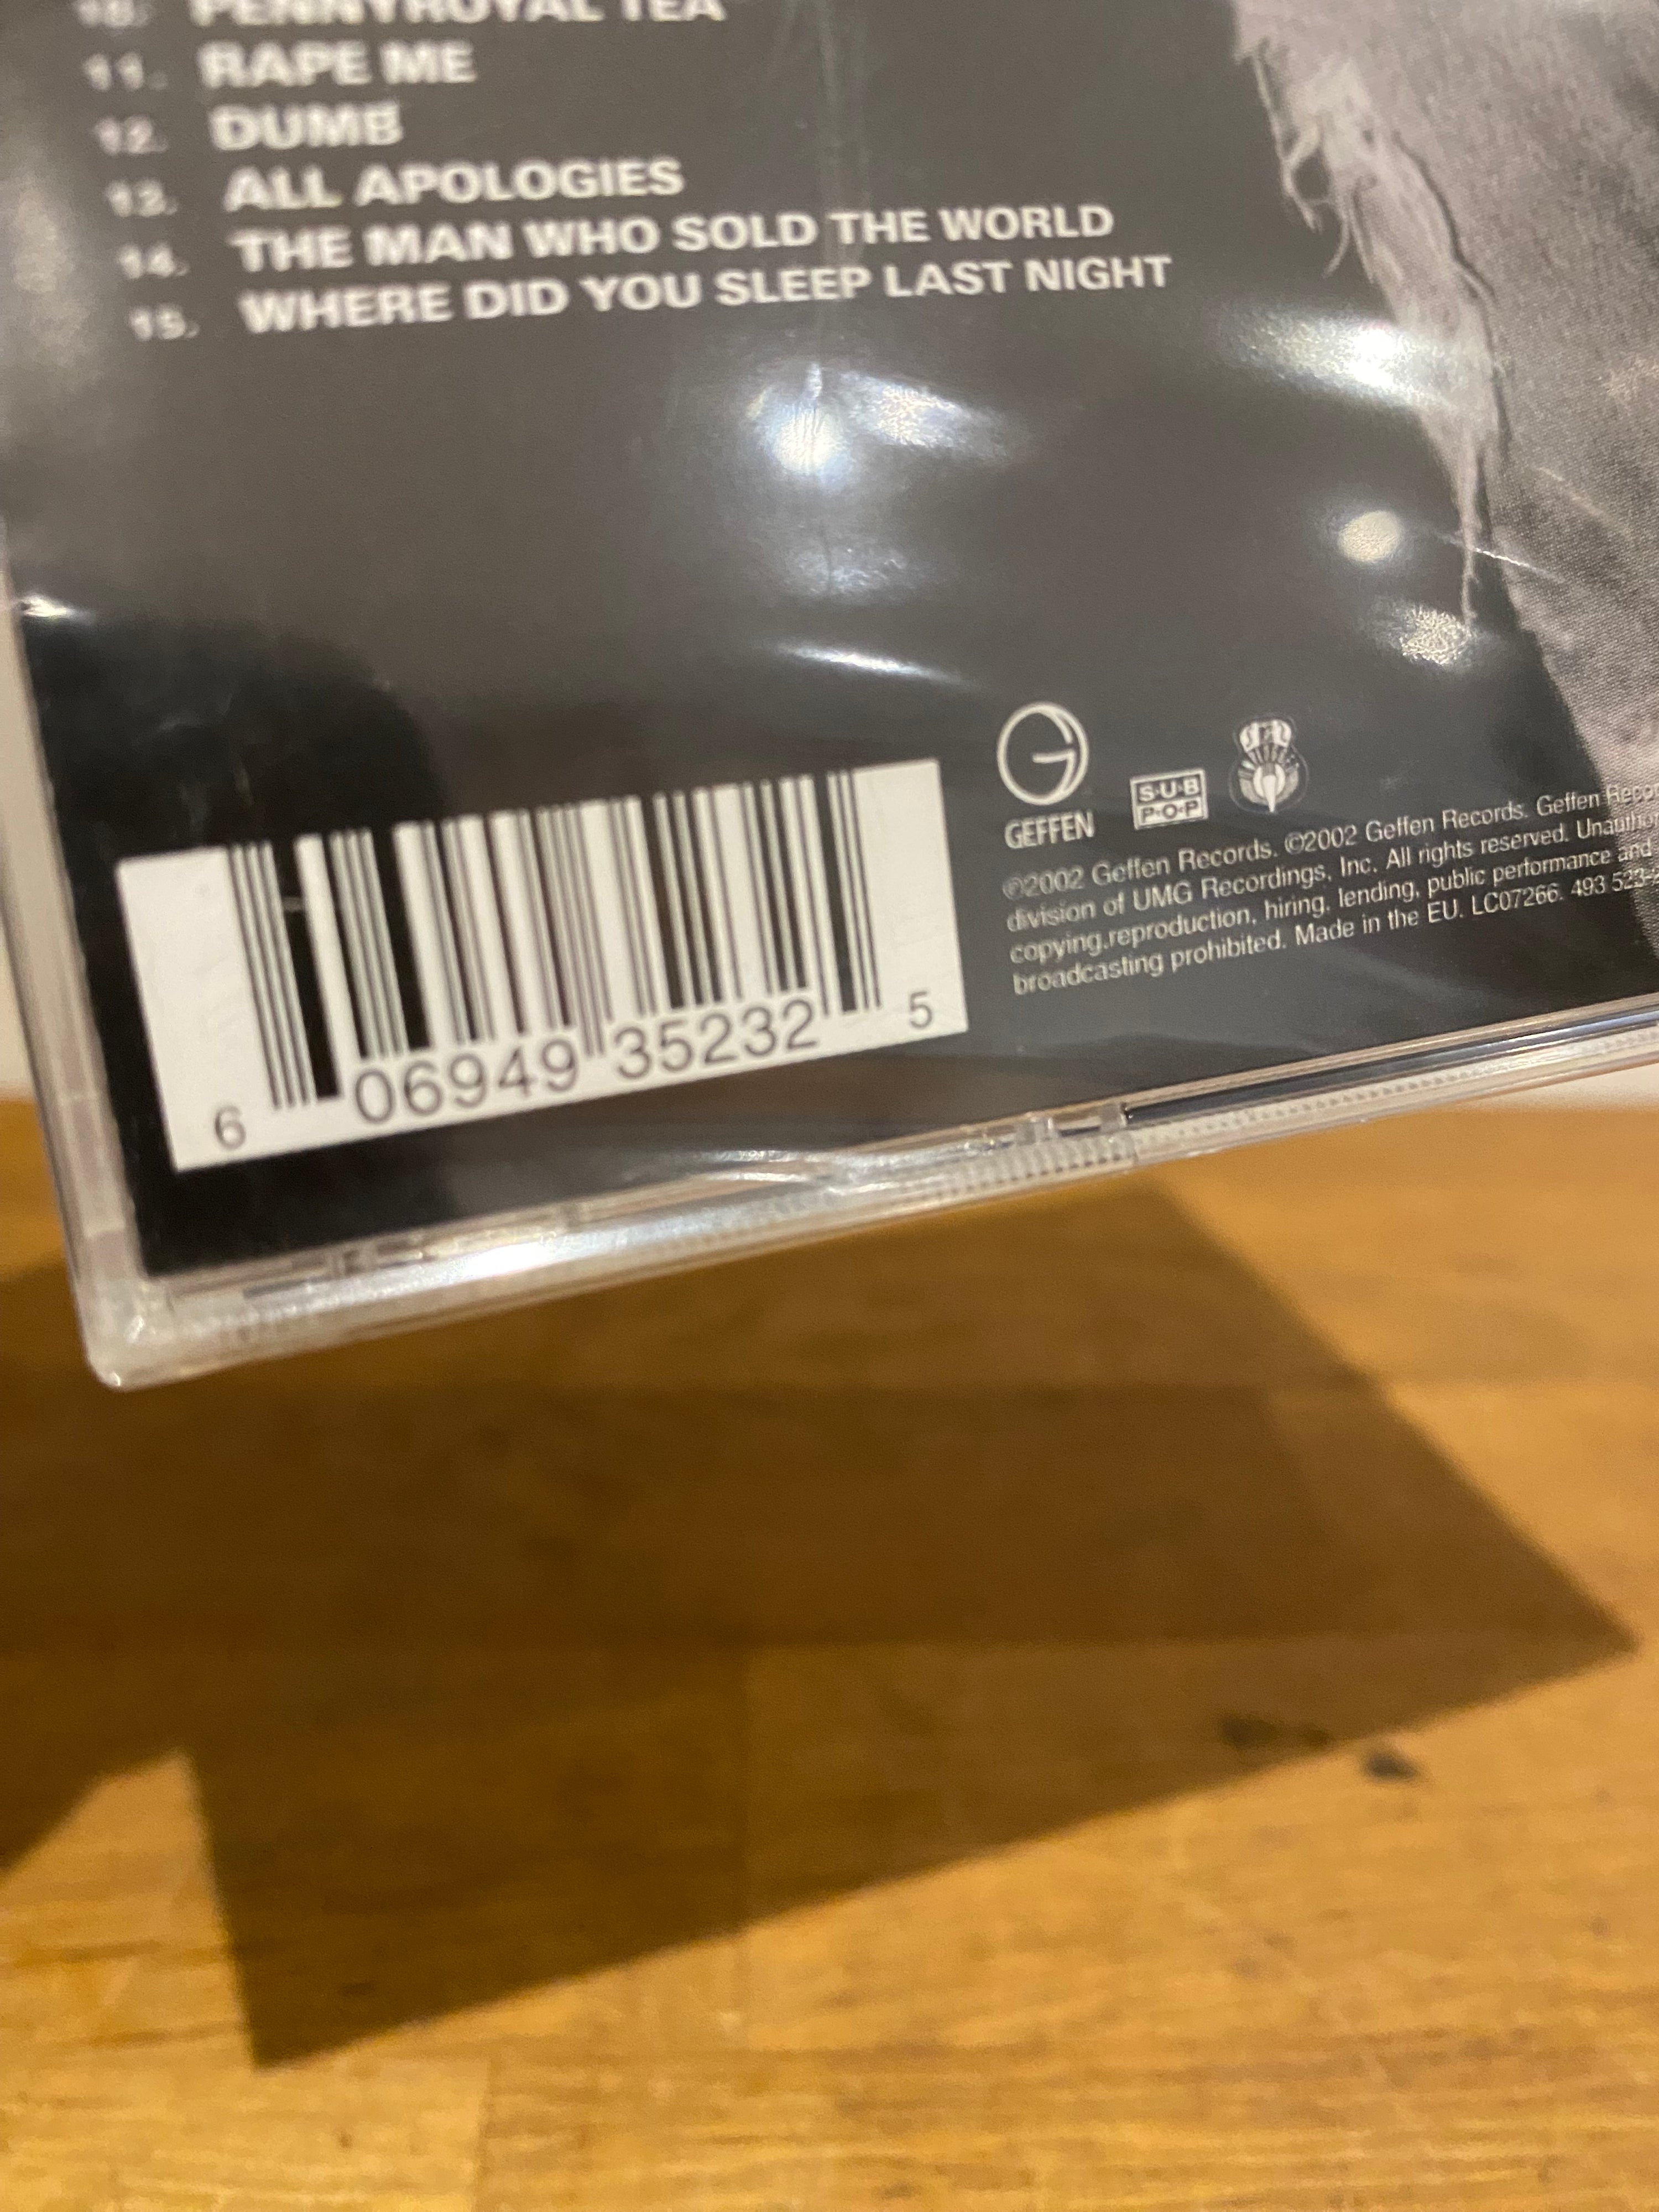 10. PENNYROYAL TEA
11. RAPE ME
12. DUMB
13. ALL APOLOGIES
14. THE MAN WHO SOLD THE WORLD
15. WHERE DID YOU SLEEP LAST NIGHT
GEFFEN
S·U·B
P·O·P
℗2002 Geffen Records. ©2002 Geffen Records. Geffen
division of UMG Recordings, Inc. All rights reserved.
copying,reproduction, hiring, lending, public performance and
broadcasting prohibited. Made in the EU. LC07266. 493 523-
6 06949 35232 5